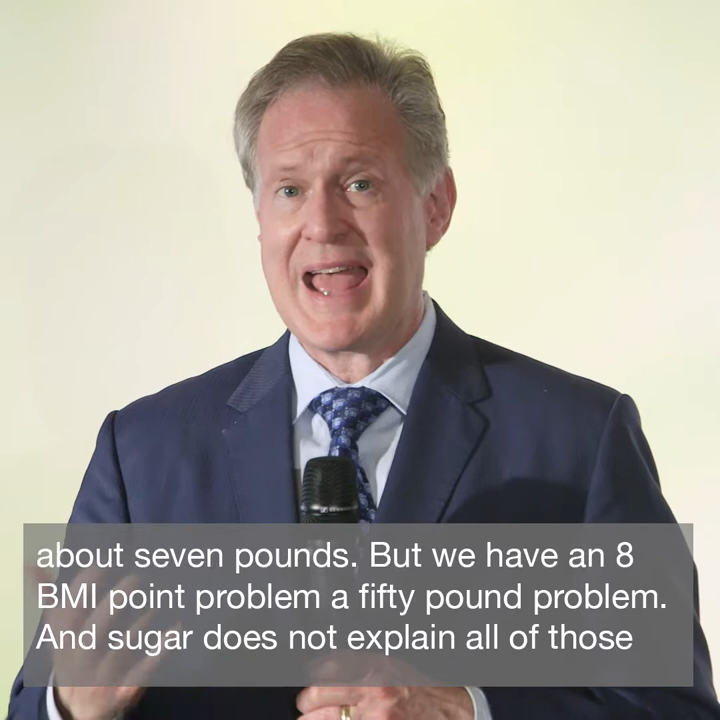 about seven pounds. But we have an 8
BMI point problem a fifty pound problem.
And sugar does not explain all of those